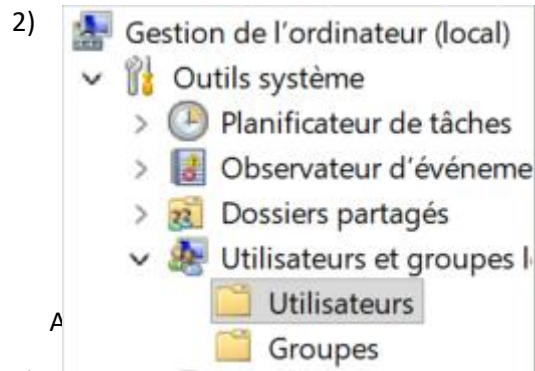 2)
Gestion de l'ordinateur (local)
Outils système
Planificateur de tâches
Observateur d'événeme
Dossiers partagés
Utilisateurs et groupes l
Utilisateurs
A
Groupes